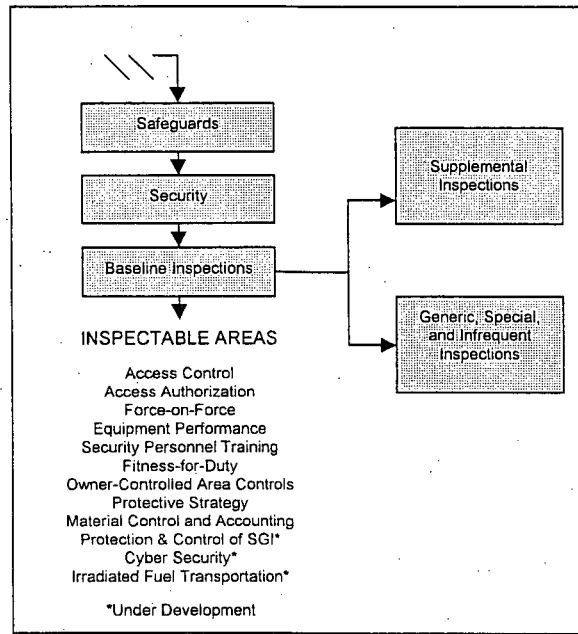 Safeguards
Security
Baseline Inspections
Supplemental
Inspections
Generic, Special,
and Infrequent
Inspections
INSPECTABLE AREAS
Access Control
Access Authorization
Force-on-Force
Equipment Performance
Security Personnel Training
Fitness-for-Duty
Owner-Controlled Area Controls
Protective Strategy
Material Control and Accounting
Protection & Control of SGI*
Cyber Security*
Irradiated Fuel Transportation*
*Under Development